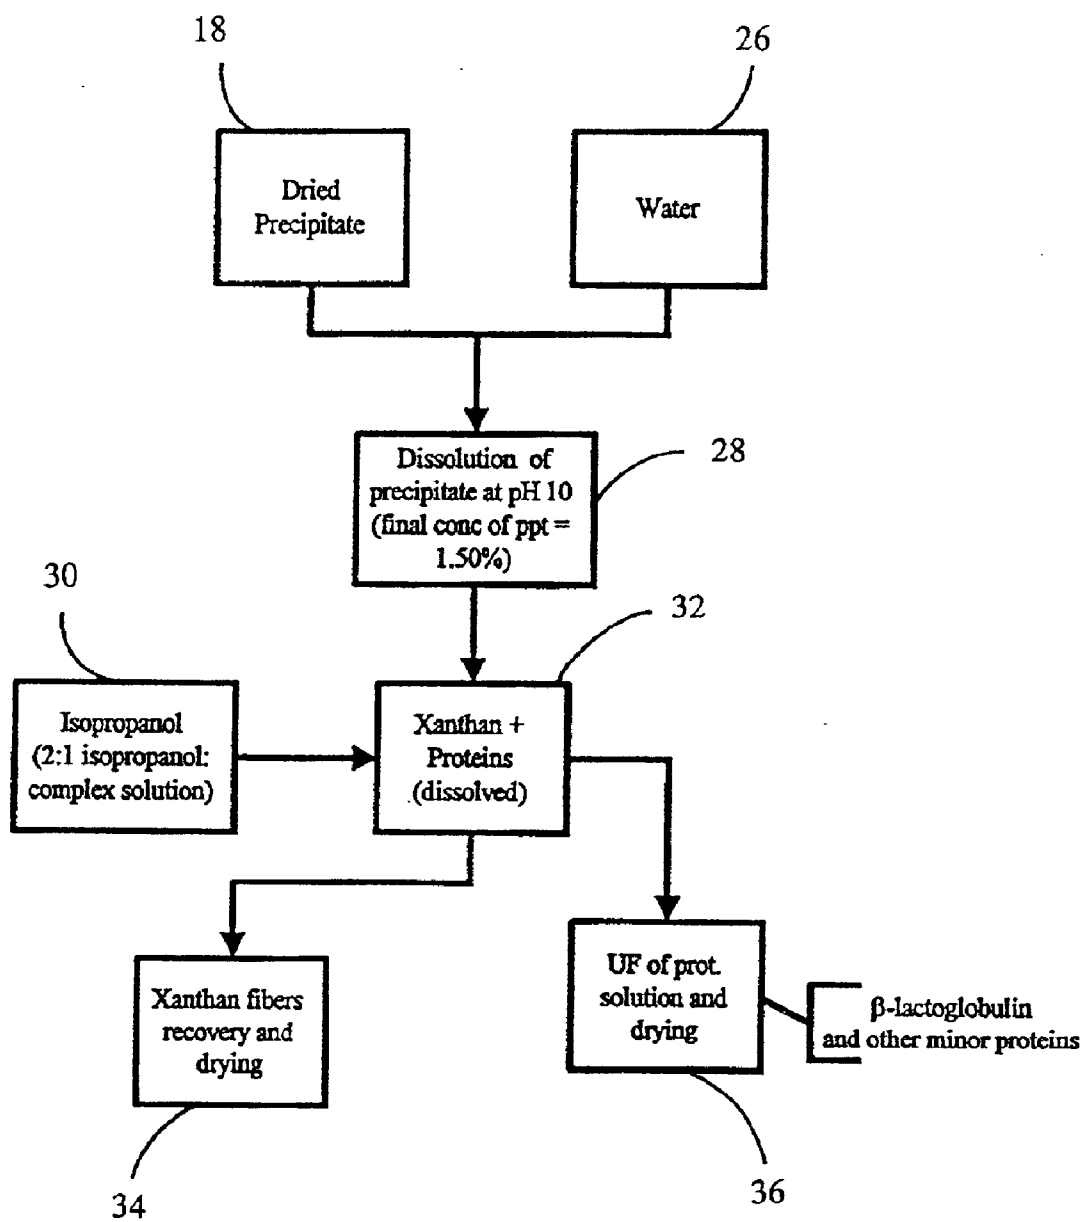 18
26
Dried
Precipitate
Water
Dissolution of
precipitate at pH 10
(final conc of ppt =
1.50%)
28
30
32
Isopropanol
(2:1 isopropanol:
complex solution)
Xanthan +
Proteins
(dissolved)
Xanthan fibers
recovery and
drying
UF of prot.
solution and
drying
β-lactoglobulin
and other minor proteins
34
36